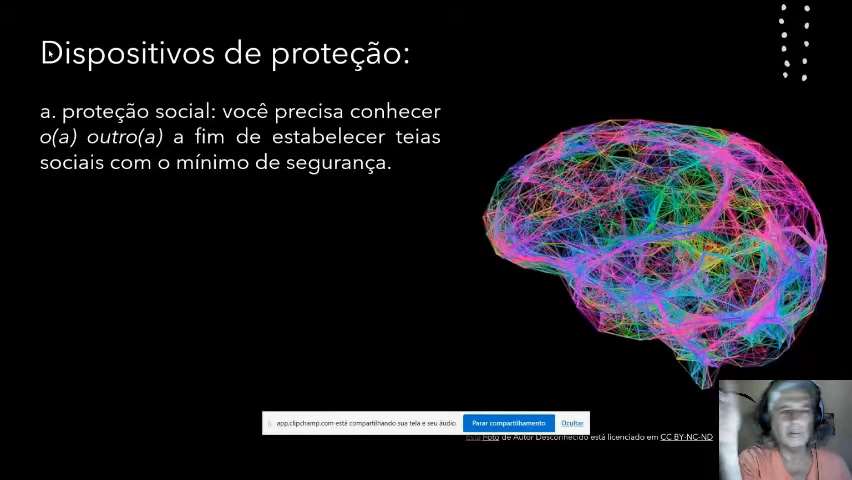 Dispositivos de proteção:
a. proteção social: você precisa conhecer
o(a) outro(a) a fim de estabelecer teias
sociais com o mínimo de segurança.
app.clipchamp.com está compartilhando sua tela e seu áudio. Parar compartilhamento Ocultar
Esta Foto de Autor Desconhecido está licenciado em CC BY-NC-ND